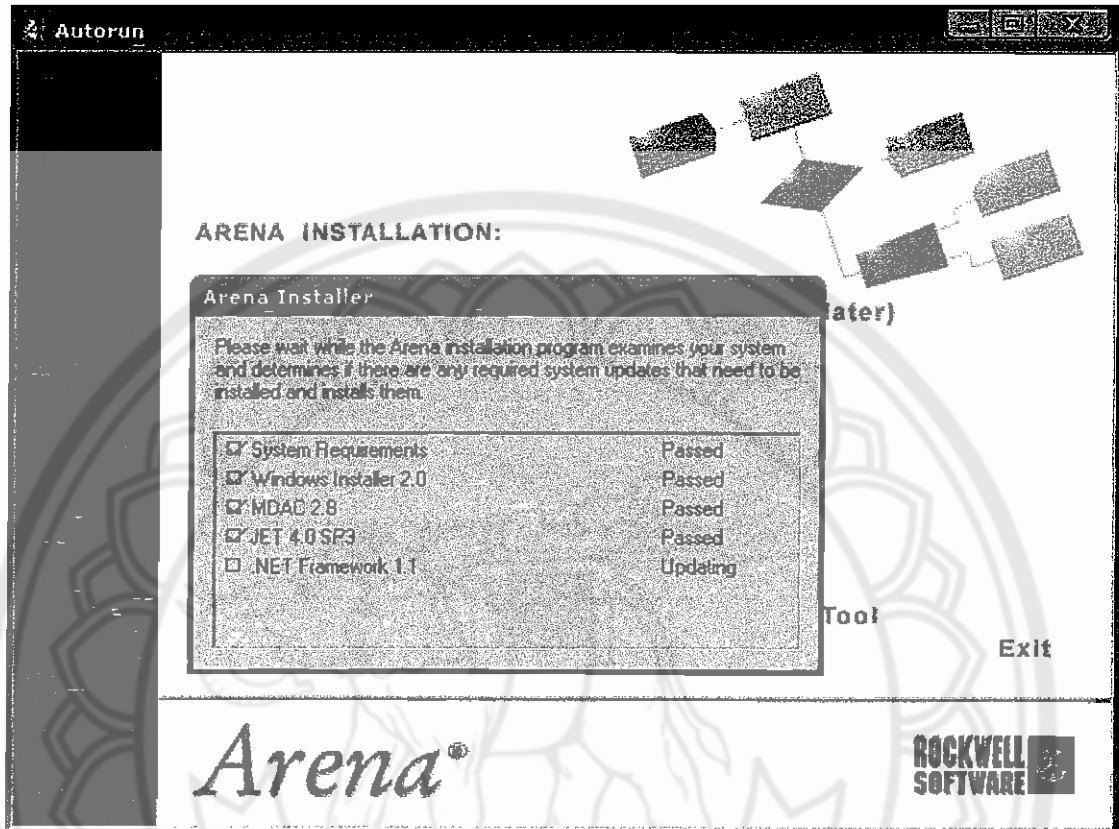 Autorun
ARENA INSTALLATION:
later)
Arena Installer
Please wait while the Arena installation program examines your system
and determines if there are any required system updates that need to be
installed and installs them.
System Requirements Passed
Windows Installer 2.0 Passed
MDAC 2.8 Passed
JET 4.0 SP3 Passed
.NET Framework 1.1 Updating
Tool
Exit
Arena®
ROCKWELL
SOFTWARE